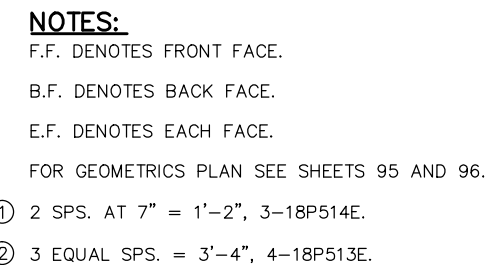 NOTES:
F.F. DENOTES FRONT FACE.
B.F. DENOTES BACK FACE.
E.F. DENOTES EACH FACE.
FOR GEOMETRICS PLAN SEE SHEETS 95 AND 96.
① 2 SPS. AT 7" = 1'-2", 3-18P514E.
② 3 EQUAL SPS. = 3'-4", 4-18P513E.